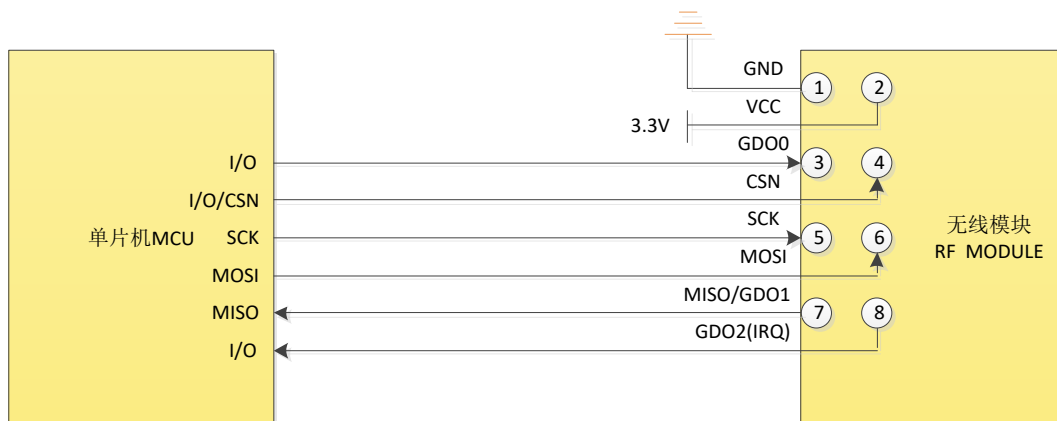 GND
1 2
VCC
3.3V
GDO0
I/O
3 4
CSN
I/O/CSN
SCK
无线模块
单片机MCU
SCK
5 6
RF MODULE
MOSI
MOSI
MISO/GDO1
MISO
7 8
GDO2(IRQ)
I/O